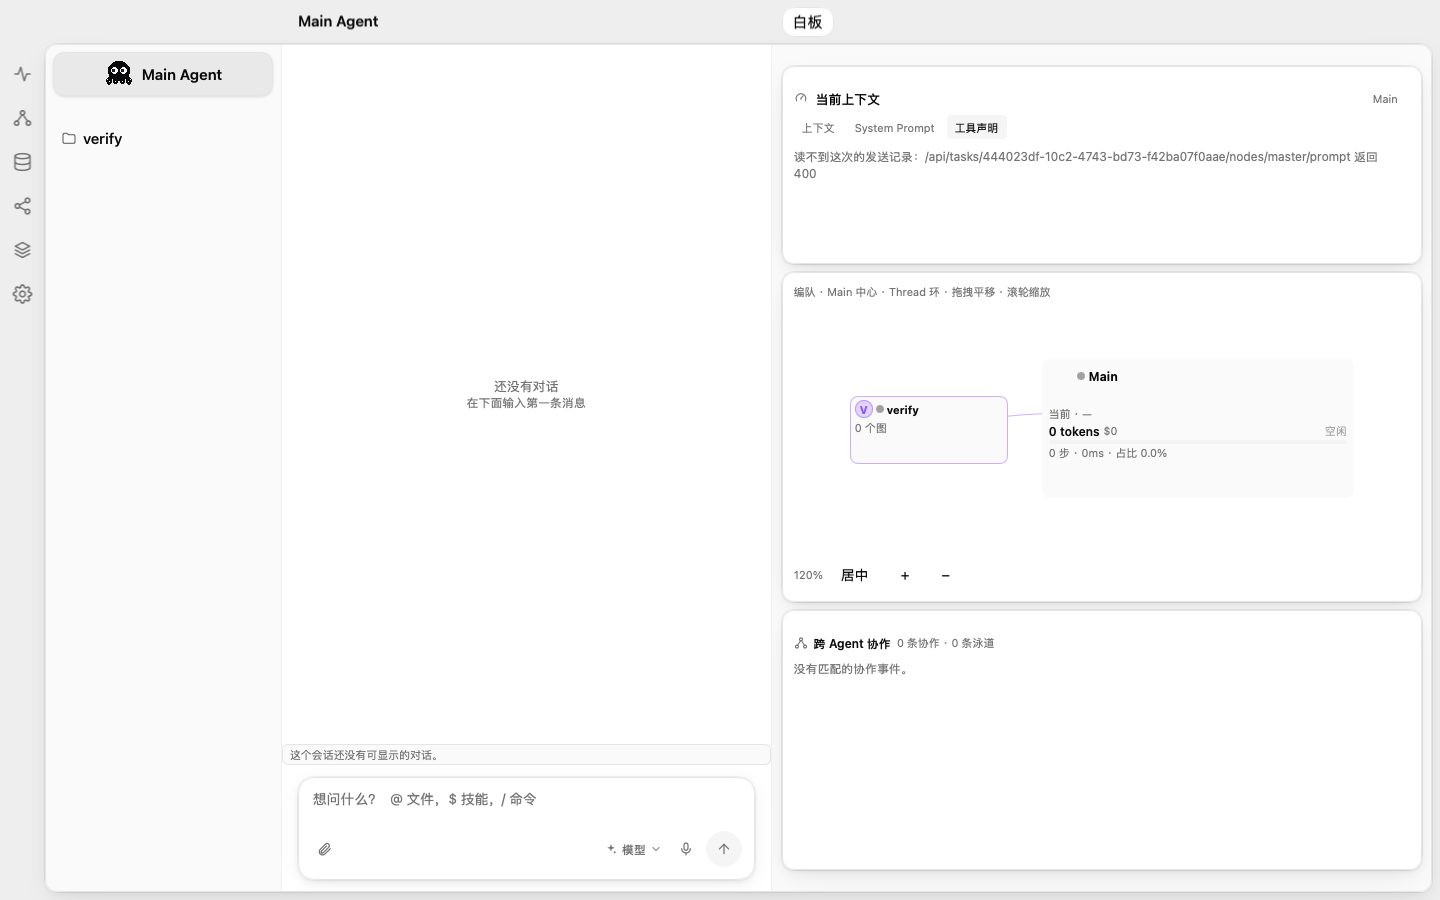 Main Agent
白板
Main Agent
verify
还没有对话
在下面输入第一条消息
这个会话还没有可显示的对话。
想问什么? @ 文件，$ 技能，/ 命令
模型
当前上下文
Main
上下文 System Prompt 工具声明
读不到这次的发送记录：/api/tasks/444023df-10c2-4743-bd73-f42ba07f0aae/nodes/master/prompt 返回
400
编队 · Main 中心 · Thread 环 · 拖拽平移 · 滚轮缩放
V verify
0 个图
Main
当前 · —
0 tokens $0 空闲
0 步 · 0ms · 占比 0.0%
120% 居中 + −
跨 Agent 协作 0 条协作 · 0 条泳道
没有匹配的协作事件。